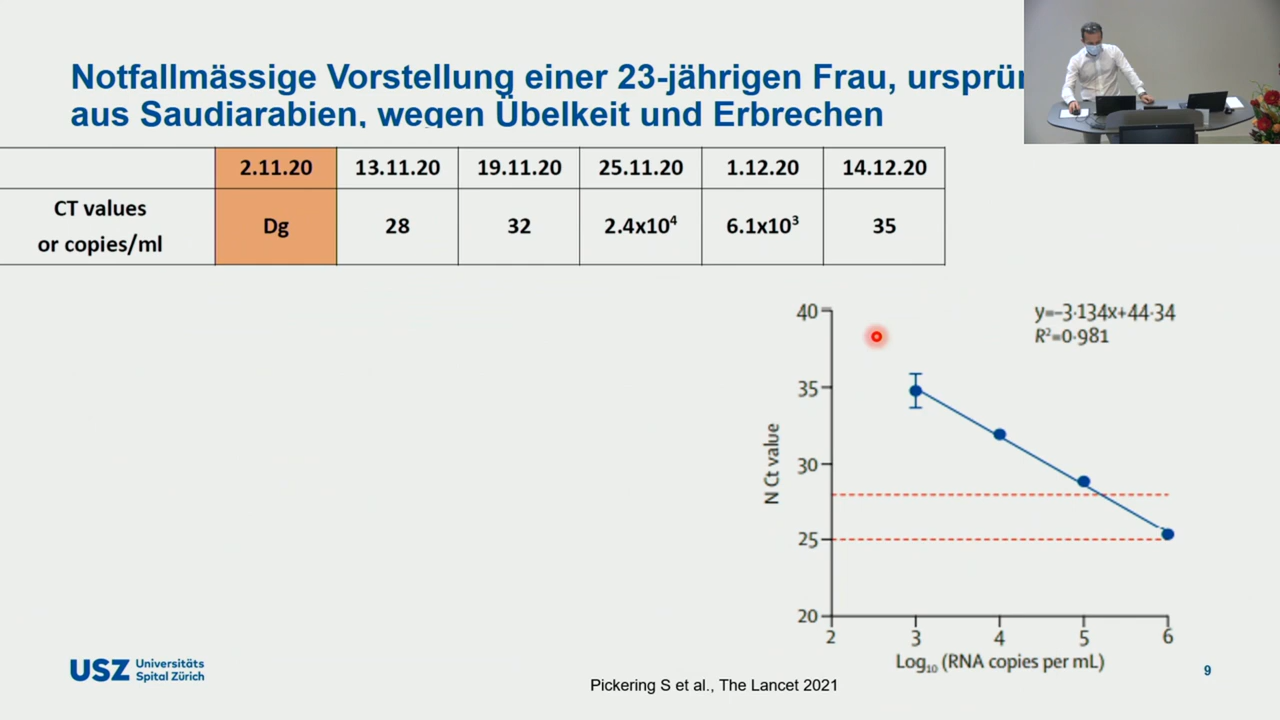 Notfallmässige Vorstellung einer 23-jährigen Frau,
aus Saudiarabien, wegen Übelkeit und Erbrechen
2.11.20 13.11.20 19.11.20 25.11.20 1.12.20 14.12.20
CT values
or copies/ml
Dg 28 32 2.4x10⁴ 6.1x10³ 35
y=-3·134x+44·34
R²=0·981
40
35
30
25
20
N Ct value
2 3 4 5 6
Log₁₀ (RNA copies per mL)
USZ Universitäts
Spital Zürich
Pickering S et al., The Lancet 2021
9